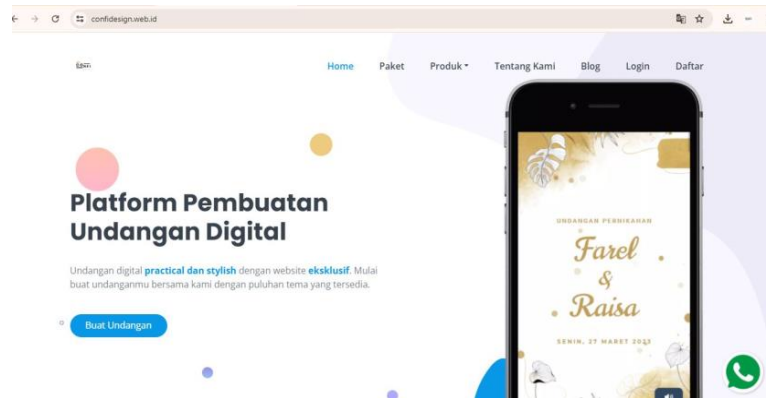 confidesign.web.id
Home Paket Produk Tentang Kami Blog Login Daftar
Platform Pembuatan
Undangan Digital
Undangan digital practical dan stylish dengan website eksklusif. Mulai
buat undanganmu bersama kami dengan puluhan tema yang tersedia.
Buat Undangan
UNDANGAN PERNIKAHAN
Farel
&
Raisa
SENIN, 27 MARET 2023